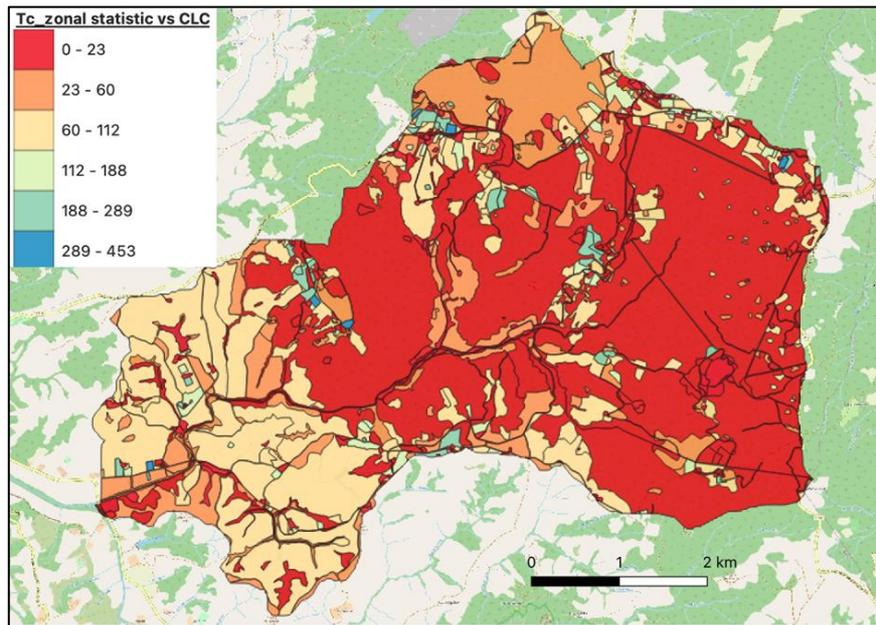 Tc_zonal statistic vs CLC
0 - 23
23 - 60
60 - 112
112 - 188
188 - 289
289 - 453
0 1 2 km